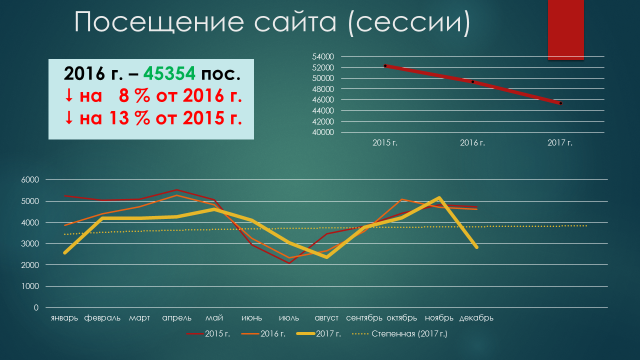 Посещение сайта (сессии)
2016 г. – 45354 пос.
↓ на 8 % от 2016 г.
↓ на 13 % от 2015 г.
54000
52000
50000
48000
46000
44000
42000
40000
2015 г. 2016 г. 2017 г.
6000
5000
4000
3000
2000
1000
0
январь февраль март апрель май июнь июль август сентябрь октябрь ноябрь декабрь
2015 г. 2016 г. 2017 г. Степенная (2017 г.)